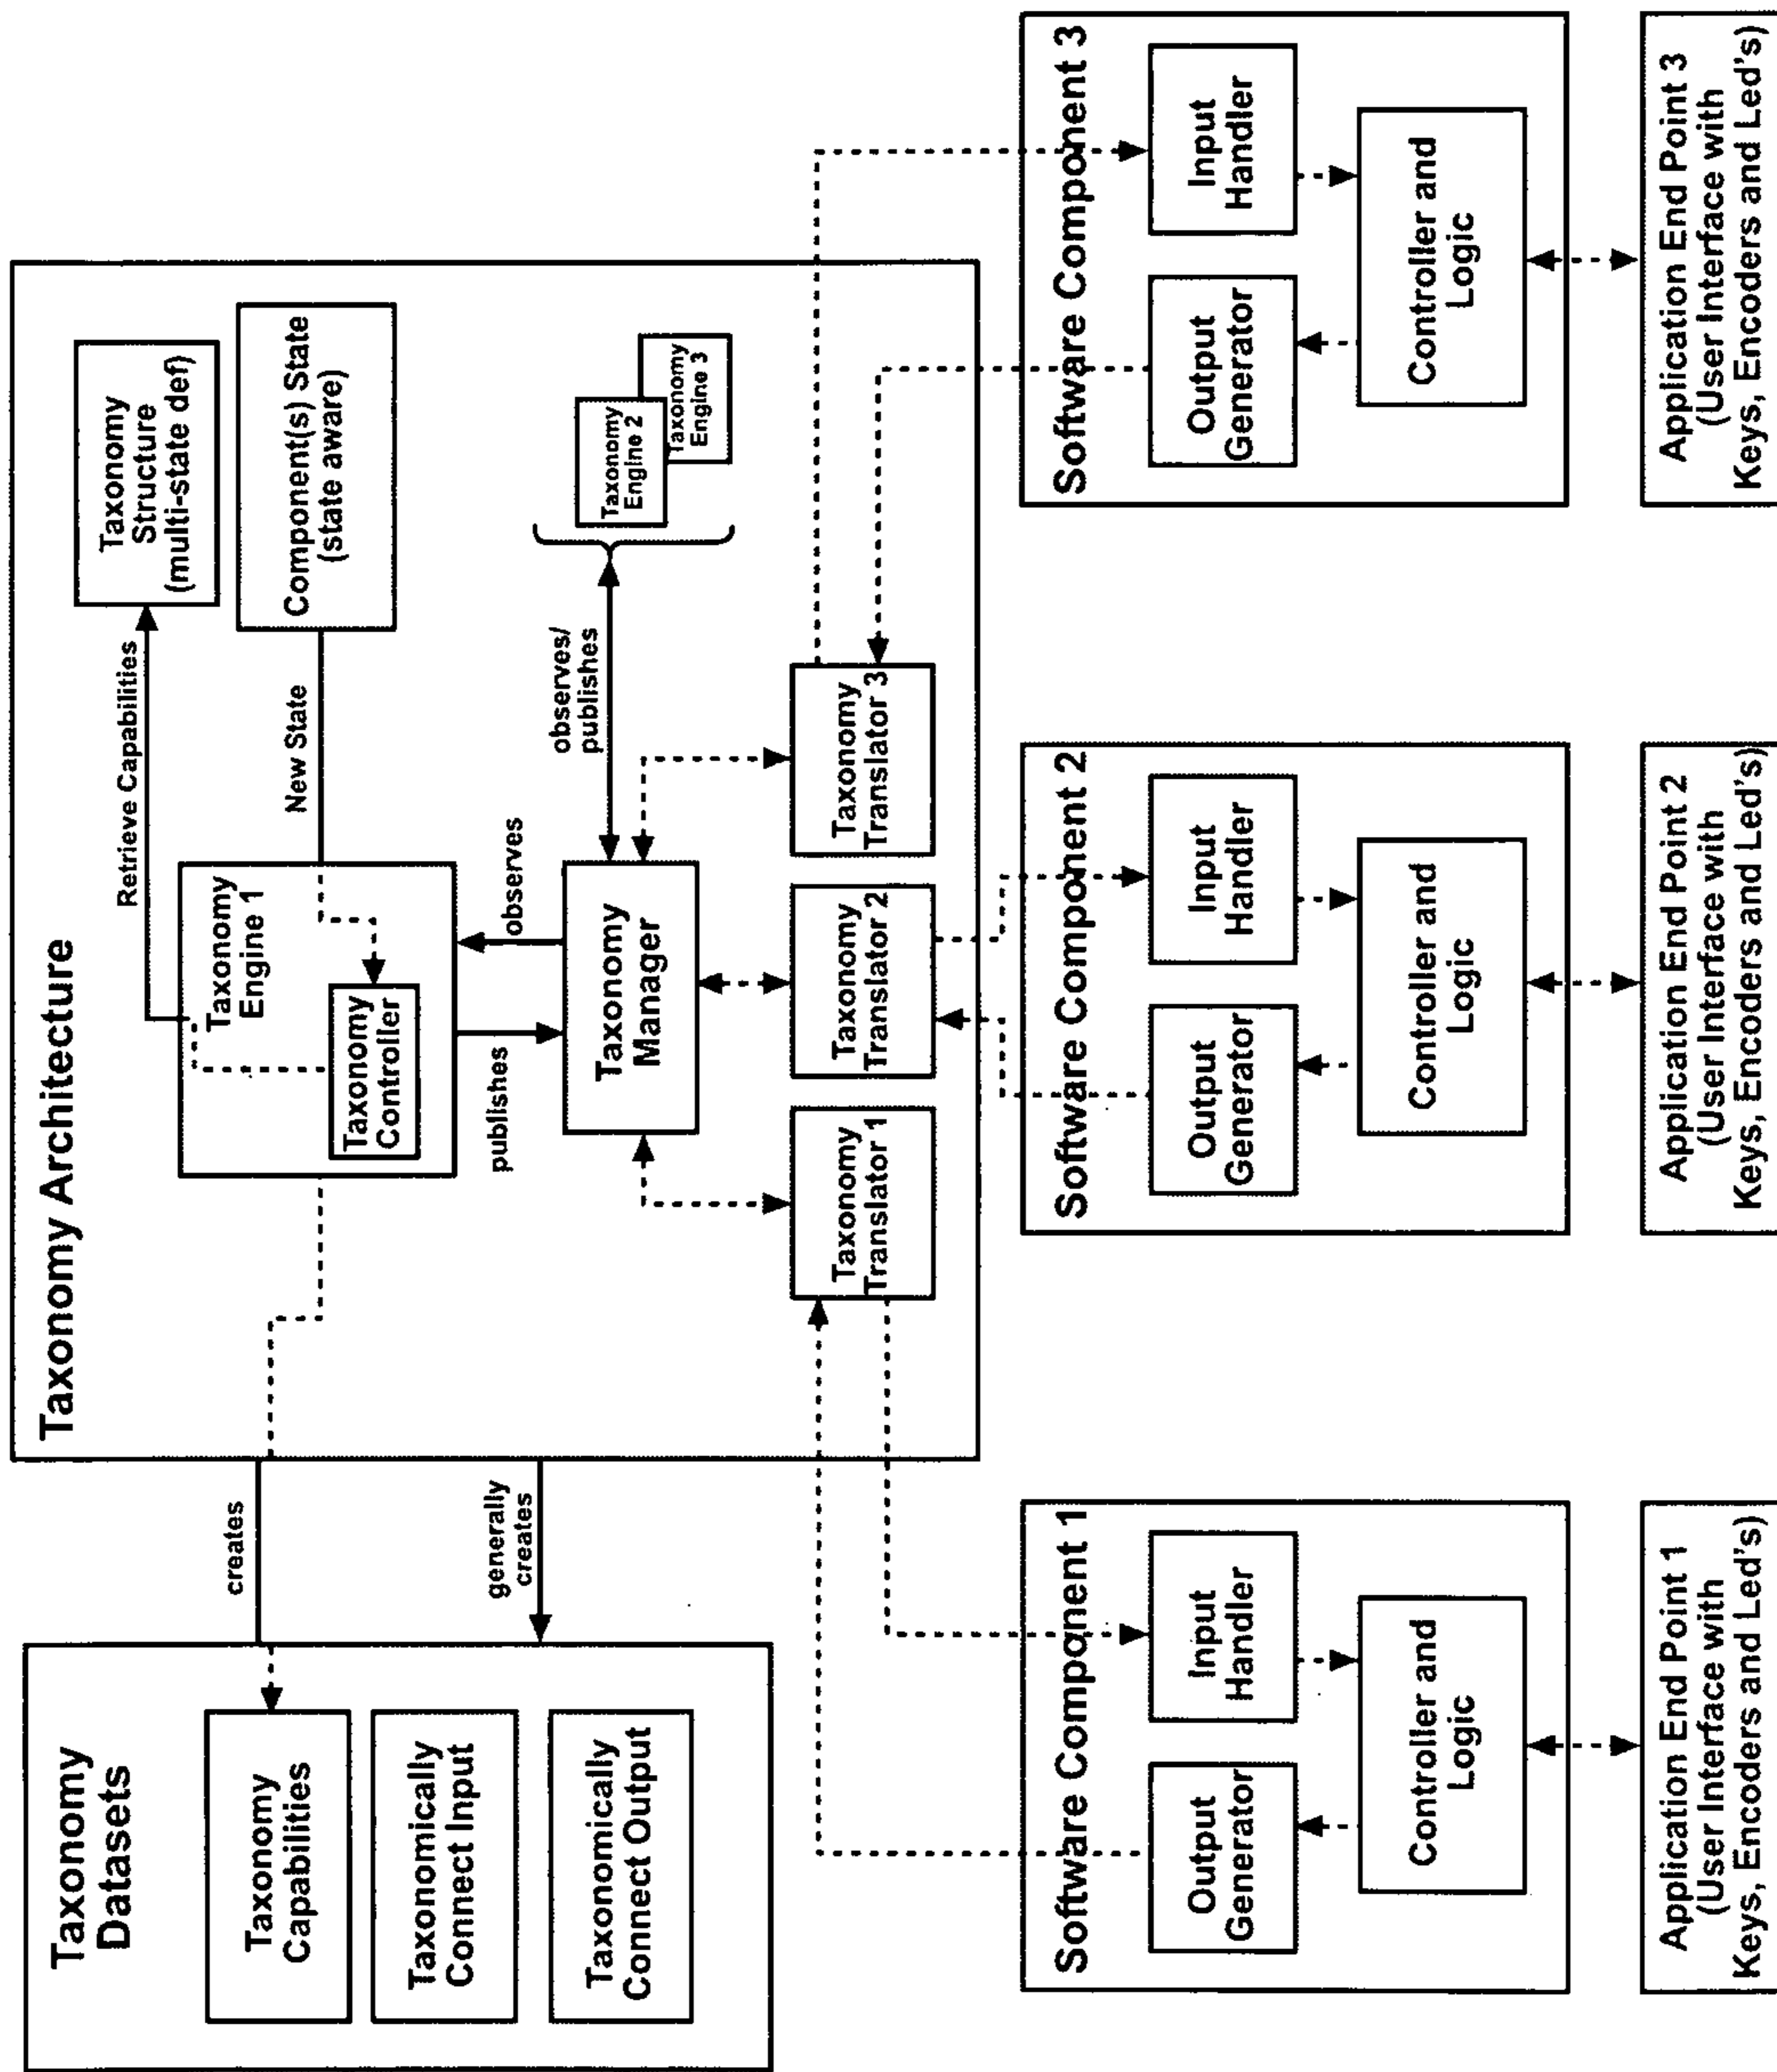 Taxonomy
Datasets
Taxonomy
Capabilities
Taxonomically
Connect Input
Taxonomically
Connect Output
creates
generally
creates
Taxonomy Architecture
Taxonomy
Engine 1
Taxonomy
Controller
Retrieve Capabilities
New State
Taxonomy
Structure
(multi-state def)
Component(s) State
(state aware)
publishes
observes
Taxonomy
Manager
observes/
publishes
Taxonomy
Engine 2
Taxonomy
Engine 3
Taxonomy
Translator 1
Taxonomy
Translator 2
Taxonomy
Translator 3
Software Component 1
Output
Generator
Input
Handler
Controller and
Logic
Application End Point 1
(User Interface with
Keys, Encoders and Led's)
Software Component 2
Output
Generator
Input
Handler
Controller and
Logic
Application End Point 2
(User Interface with
Keys, Encoders and Led's)
Software Component 3
Output
Generator
Input
Handler
Controller and
Logic
Application End Point 3
(User Interface with
Keys, Encoders and Led's)